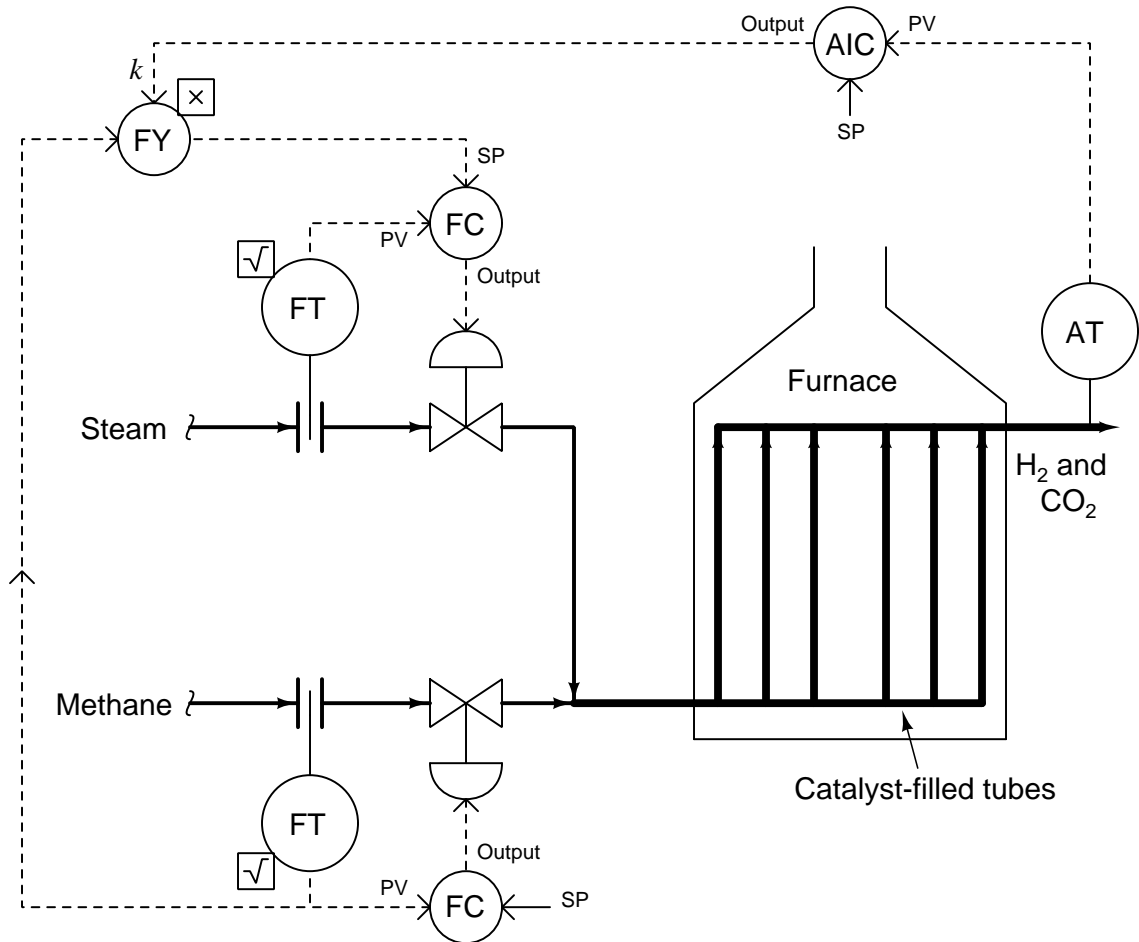 Output
AIC
PV
k
×
SP
FY
SP
FC
PV
√
Output
FT
AT
Furnace
Steam
H2 and
CO2
Methane
Catalyst-filled tubes
FT
√
Output
PV
FC
SP